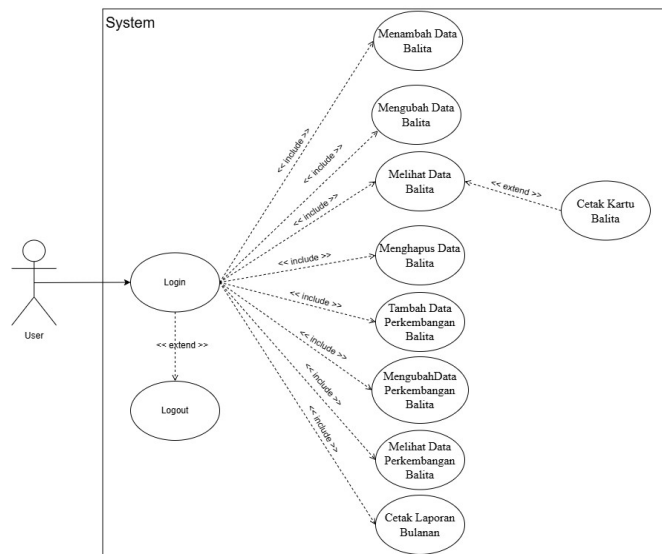 System
Menambah Data
Balita
<< include >>
Mengubah Data
Balita
<< include >>
Melihat Data
Balita
<< include >>
<< extend >>
Cetak Kartu
Balita
Menghapus Data
Balita
<< include >>
User
Login
Tambah Data
Perkembangan
Balita
<< include >>
<< extend >>
MengubahData
Perkembangan
Balita
<< include >>
Logout
Melihat Data
Perkembangan
Balita
<< include >>
Cetak Laporan
Bulanan
<< include >>